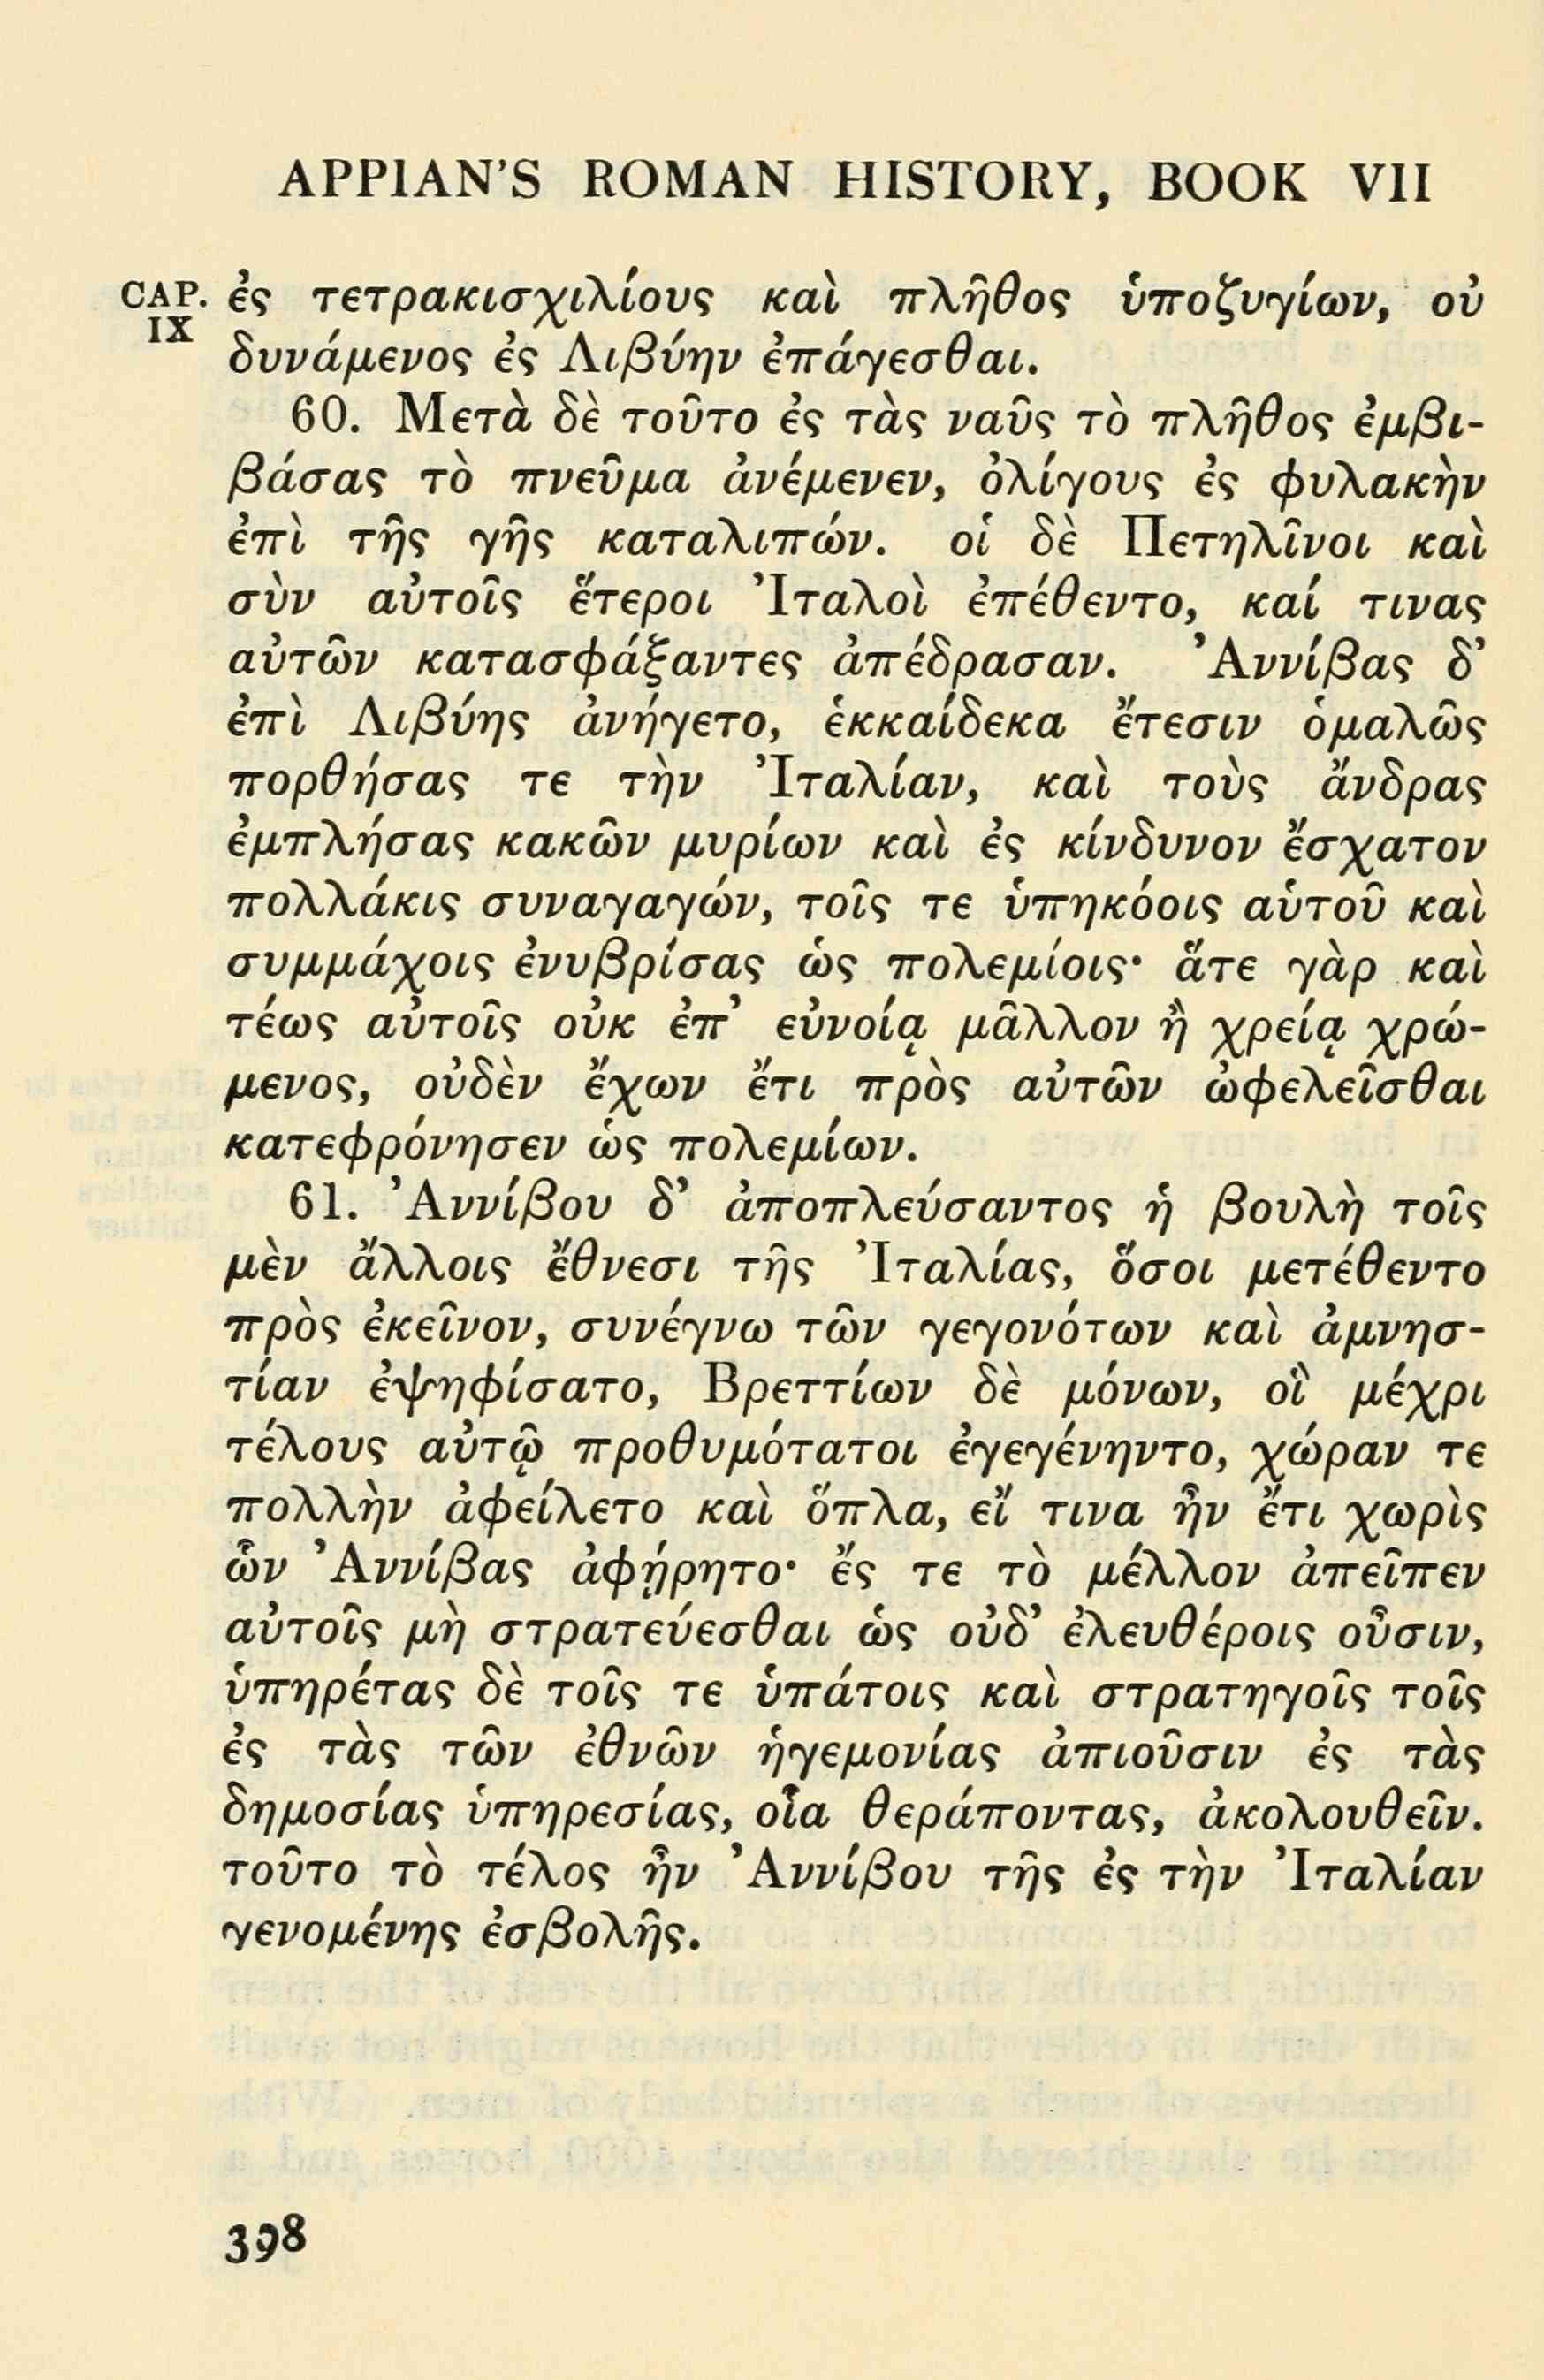 APPIAN'S ROMAN HISTORY, BOOK VII
CAP. IX
ἐς τετρακισχιλίους καὶ πλῆθος ὑποζυγίων, οὐ
δυνάμενος ἐς Λιβύην ἐπάγεσθαι.
60. Μετὰ δὲ τοῦτο ἐς τὰς ναῦς τὸ πλῆθος ἐμβι-
βάσας τὸ πνεῦμα ἀνέμενεν, ὀλίγους ἐς φυλακὴν
ἐπὶ τῆς γῆς καταλιπών. οἱ δὲ Πετηλῖνοι καὶ
σὺν αὐτοῖς ἕτεροι Ἰταλοὶ ἐπέθεντο, καί τινας
αὐτῶν κατασφάξαντες ἀπέδρασαν. Ἀννίβας δ'
ἐπὶ Λιβύης ἀνήγετο, ἑκκαίδεκα ἔτεσιν ὁμαλῶς
πορθήσας τε τὴν Ἰταλίαν, καὶ τοὺς ἄνδρας
ἐμπλήσας κακῶν μυρίων καὶ ἐς κίνδυνον ἔσχατον
πολλάκις συναγαγών, τοῖς τε ὑπηκόοις αὑτοῦ καὶ
συμμάχοις ἐνυβρίσας ὡς πολεμίοις· ἅτε γὰρ καὶ
τέως αὐτοῖς οὐκ ἐπ' εὐνοίᾳ μᾶλλον ἢ χρείᾳ χρώ-
μενος, οὐδὲν ἔχων ἔτι πρὸς αὐτῶν ὠφελεῖσθαι
κατεφρόνησεν ὡς πολεμίων.
61. Ἀννίβου δ' ἀποπλεύσαντος ἡ βουλὴ τοῖς
μὲν ἄλλοις ἔθνεσι τῆς Ἰταλίας, ὅσοι μετέθεντο
πρὸς ἐκεῖνον, συνέγνω τῶν γεγονότων καὶ ἀμνησ-
τίαν ἐψηφίσατο, Βρεττίων δὲ μόνων, οἳ μέχρι
τέλους αὐτῷ προθυμότατοι ἐγεγένηντο, χώραν τε
πολλὴν ἀφείλετο καὶ ὅπλα, εἴ τινα ἦν ἔτι χωρὶς
ὧν Ἀννίβας ἀφῄρητο· ἔς τε τὸ μέλλον ἀπεῖπεν
αὐτοῖς μὴ στρατεύεσθαι ὡς οὐδ' ἐλευθέροις οὖσιν,
ὑπηρέτας δὲ τοῖς τε ὑπάτοις καὶ στρατηγοῖς τοῖς
ἐς τὰς τῶν ἐθνῶν ἡγεμονίας ἀπιοῦσιν ἐς τὰς
δημοσίας ὑπηρεσίας, οἷα θεράποντας, ἀκολουθεῖν.
τοῦτο τὸ τέλος ἦν Ἀννίβου τῆς ἐς τὴν Ἰταλίαν
γενομένης ἐσβολῆς.
398